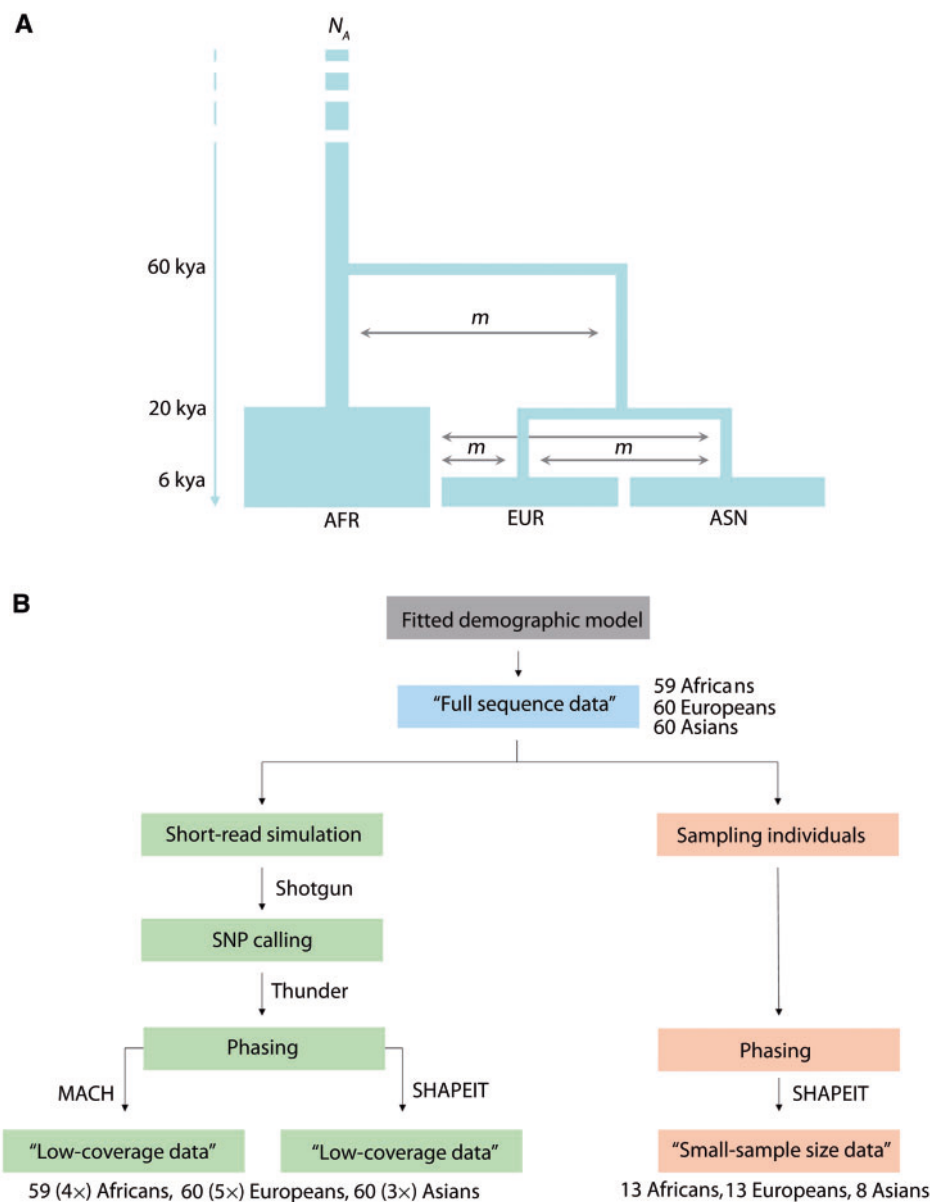 A
N_A
60 kya
m
20 kya
m
m
6 kya
AFR
EUR
ASN
B
Fitted demographic model
"Full sequence data"
59 Africans
60 Europeans
60 Asians
Short-read simulation
Sampling individuals
Shotgun
SNP calling
Thunder
Phasing
Phasing
MACH
SHAPEIT
SHAPEIT
"Low-coverage data"
"Low-coverage data"
"Small-sample size data"
59 (4×) Africans, 60 (5×) Europeans, 60 (3×) Asians
13 Africans,13 Europeans, 8 Asians